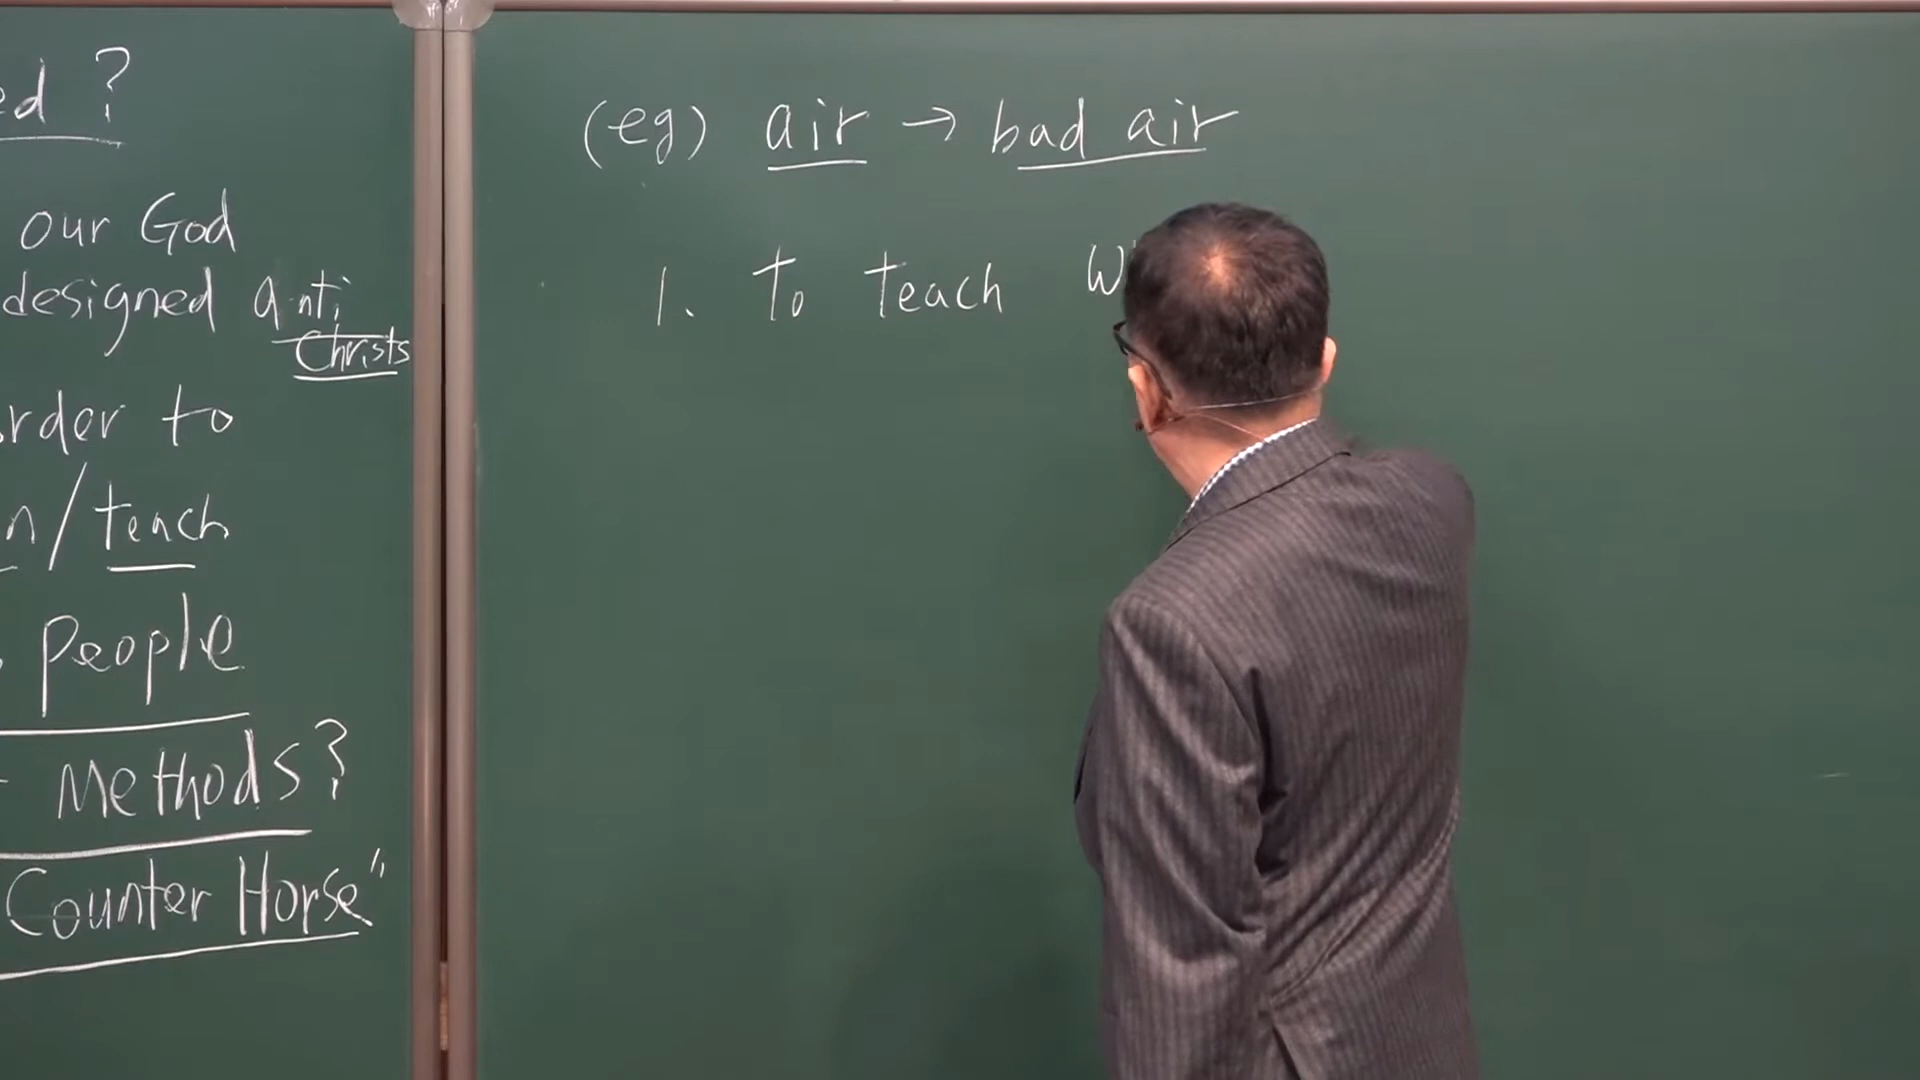 ed ?
our God
designed anti
Christs
order to
n/teach
people
Methods?
Counter Horse"
(eg) air → bad air
1. To teach